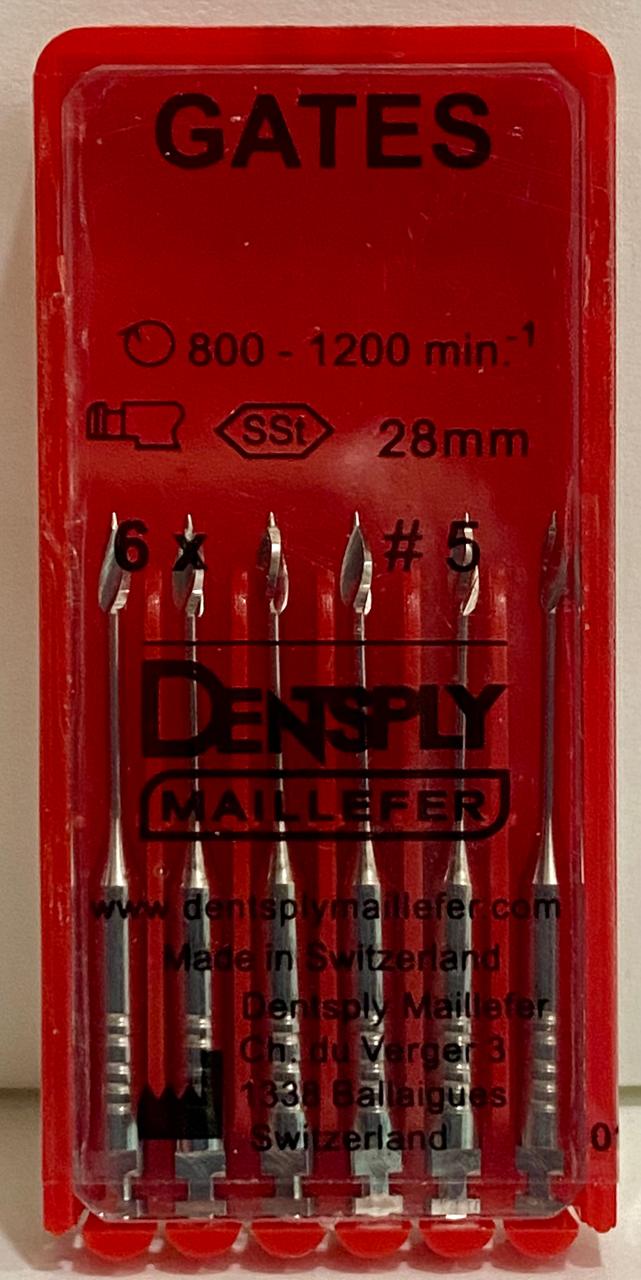 GATES
800 - 1200 min.⁻¹
SSt 28mm
6 x # 5
DENTSPLY
MAILLEFER
www.dentsplymaillefer.com
Made in Switzerland
Dentsply Maillefer
Ch. du Verger 3
1338 Ballaigues
Switzerland